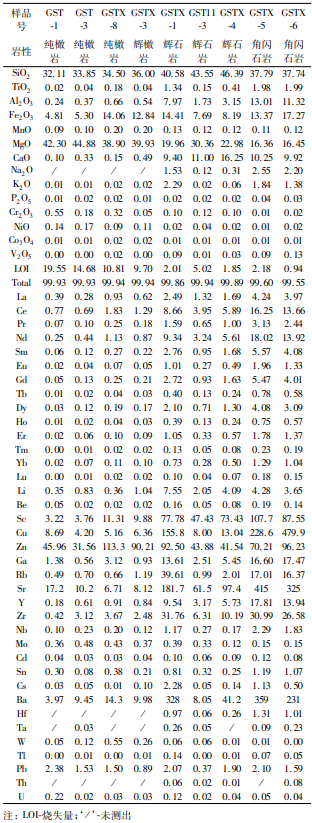 样品号 GST-1 GST-3 GSTX-8 GSTX-3 GSTX-1 GST11-3 GSTX-4 GSTX-5 GSTX-6
岩性 纯橄岩 纯橄岩 纯橄岩 辉橄岩 辉石岩 辉橄岩 辉石岩 角闪石岩 角闪石岩
SiO2 32.11 33.85 34.50 36.00 40.58 43.55 46.39 37.79 37.74
TiO2 0.02 0.04 0.18 0.04 1.34 0.15 0.41 1.98 1.99
Al2O3 0.24 0.37 0.66 0.54 7.97 1.73 3.15 13.01 11.32
Fe2O3 4.81 5.30 14.06 12.84 14.41 7.69 8.19 13.37 17.27
MnO 0.09 0.10 0.20 0.20 0.13 0.12 0.12 0.11 0.12
MgO 42.30 44.88 38.90 39.93 19.96 30.36 22.98 16.36 16.45
CaO 0.10 0.33 0.15 0.49 9.40 11.00 16.25 10.25 9.92
Na2O / / / / 1.53 0.12 0.31 2.55 2.20
K2O 0.01 0.01 0.02 0.02 2.29 0.02 0.06 1.84 1.38
P2O5 0.01 0.02 0.02 0.01 0.04 0.02 0.02 0.04 0.03
Cr2O3 0.55 0.18 0.32 0.05 0.10 0.12 0.10 0.01 0.02
NiO 0.14 0.17 0.09 0.11 0.02 0.04 0.02 0.01 0.02
Co3O4 0.01 0.01 0.02 0.02 0.01 0.01 0.01 0.01 0.01
V2O5 0.00 0.00 0.02 0.00 0.09 0.01 0.03 0.09 0.13
LOI 19.55 14.68 10.81 9.70 2.01 5.02 1.85 2.18 0.94
Total 99.93 99.93 99.94 99.94 99.86 99.94 99.89 99.60 99.55
La 0.39 0.28 0.93 0.62 2.49 1.32 1.69 4.24 3.97
Ce 0.77 0.69 1.83 1.29 8.66 3.95 5.89 16.25 13.66
Pr 0.07 0.10 0.25 0.18 1.59 0.65 1.00 3.13 2.44
Nd 0.25 0.44 1.13 0.87 9.34 3.24 5.61 18.02 13.92
Sm 0.06 0.12 0.27 0.22 2.76 0.95 1.68 5.57 4.08
Eu 0.02 0.04 0.07 0.05 1.01 0.27 0.49 1.96 1.33
Gd 0.05 0.13 0.25 0.21 2.72 0.93 1.63 5.47 4.01
Tb 0.01 0.02 0.04 0.03 0.40 0.13 0.24 0.78 0.58
Dy 0.03 0.12 0.19 0.17 2.10 0.71 1.30 4.08 3.09
Ho 0.01 0.02 0.04 0.03 0.39 0.13 0.24 0.75 0.57
Er 0.02 0.06 0.10 0.09 1.05 0.33 0.57 1.78 1.37
Tm 0.00 0.01 0.02 0.02 0.13 0.05 0.08 0.23 0.19
Yb 0.02 0.07 0.11 0.10 0.73 0.28 0.50 1.29 1.04
Lu 0.00 0.01 0.02 0.02 0.10 0.04 0.07 0.18 0.15
Li 0.35 0.83 0.36 1.04 7.55 2.05 4.09 4.28 3.65
Be 0.05 0.02 0.02 0.02 0.16 0.05 0.08 0.19 0.14
Sc 3.22 3.76 11.31 9.88 77.78 47.43 73.43 107.7 87.55
Cu 8.69 4.20 5.16 6.36 155.8 8.00 13.04 228.6 479.9
Zn 45.96 31.56 113.3 90.21 92.50 43.88 41.54 70.21 96.23
Ga 1.38 0.56 3.12 0.93 13.61 2.51 5.45 16.60 17.47
Rb 0.49 0.70 0.66 1.19 39.61 0.99 2.01 17.01 16.37
Sr 17.2 10.2 6.71 8.12 181.7 61.5 97.4 415 325
Y 0.18 0.61 0.91 0.84 9.54 3.17 5.73 17.81 13.94
Zr 0.42 3.12 3.67 2.48 31.76 6.31 10.19 30.99 26.58
Nb 0.10 0.23 0.20 0.12 1.17 0.27 0.17 2.29 1.83
Mo 0.36 0.48 0.43 0.37 0.39 0.33 0.12 0.15 0.15
Cd 0.04 0.03 0.03 0.04 0.10 0.06 0.09 0.12 0.08
Sn 0.30 0.08 0.38 0.21 0.81 0.32 0.25 1.19 1.07
Cs 0.03 0.05 0.01 0.10 2.28 0.05 0.14 1.13 0.50
Ba 3.97 9.45 14.3 9.98 328 8.05 41.2 359 231
Hf / / / / 0.97 0.06 0.26 1.31 1.01
Ta / 0.03 / / 0.26 0.05 / 0.09 0.23
W 0.05 0.12 0.55 0.26 0.06 0.06 0.01 0.01 0.00
Tl 0.00 0.01 0.01 0.00 0.14 0.00 0.01 0.07 0.05
Pb 2.38 1.53 1.50 0.89 2.07 0.37 1.90 2.10 1.59
Th / / / / 0.06 0.02 0.01 / 0.08
U 0.22 0.02 0.03 0.03 0.12 0.02 0.04 0.05 0.04
注: LOI-烧失量;‘/’-未测出